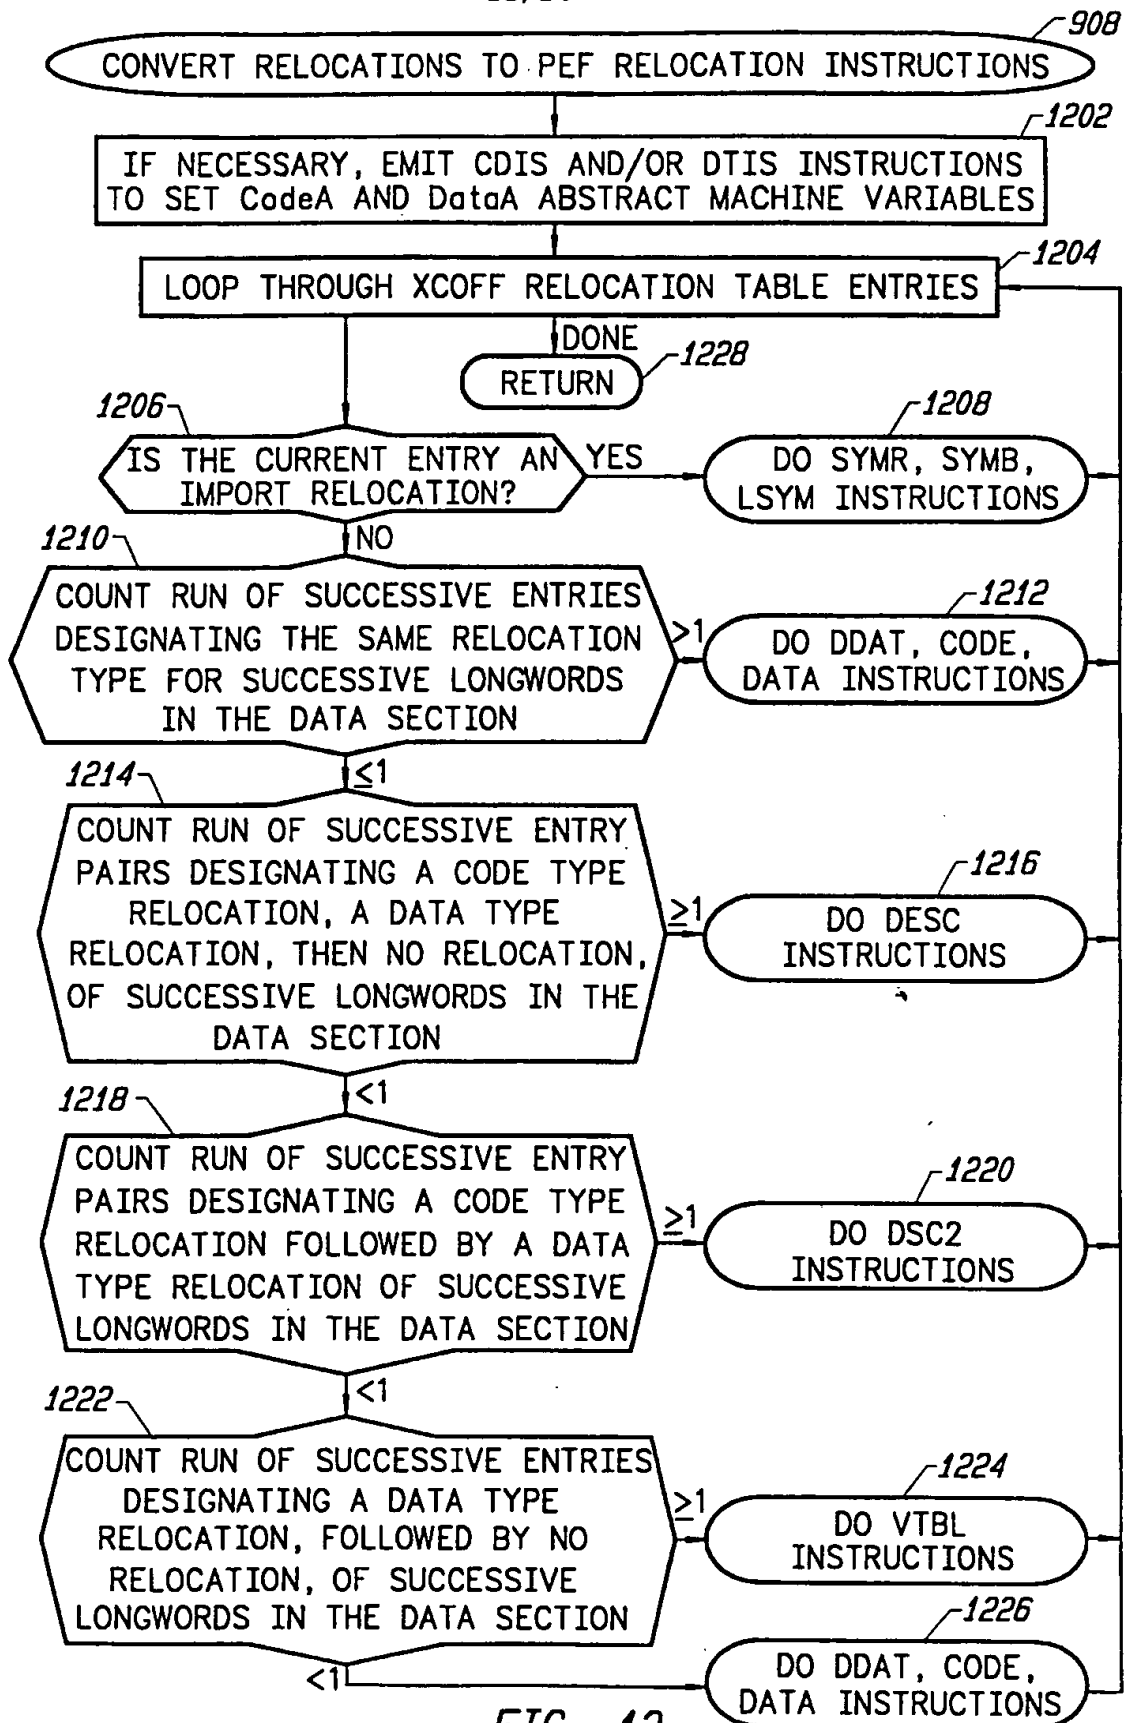 908
CONVERT RELOCATIONS TO PEF RELOCATION INSTRUCTIONS
1202
IF NECESSARY, EMIT CDIS AND/OR DTIS INSTRUCTIONS
TO SET CodeA AND DataA ABSTRACT MACHINE VARIABLES
1204
LOOP THROUGH XCOFF RELOCATION TABLE ENTRIES
DONE
1228
RETURN
1206
IS THE CURRENT ENTRY AN
IMPORT RELOCATION?
YES
1208
DO SYMR, SYMB,
LSYM INSTRUCTIONS
NO
1210
COUNT RUN OF SUCCESSIVE ENTRIES
DESIGNATING THE SAME RELOCATION
TYPE FOR SUCCESSIVE LONGWORDS
IN THE DATA SECTION
>1
1212
DO DDAT, CODE,
DATA INSTRUCTIONS
≤1
1214
COUNT RUN OF SUCCESSIVE ENTRY
PAIRS DESIGNATING A CODE TYPE
RELOCATION, A DATA TYPE
RELOCATION, THEN NO RELOCATION,
OF SUCCESSIVE LONGWORDS IN THE
DATA SECTION
≥1
1216
DO DESC
INSTRUCTIONS
<1
1218
COUNT RUN OF SUCCESSIVE ENTRY
PAIRS DESIGNATING A CODE TYPE
RELOCATION FOLLOWED BY A DATA
TYPE RELOCATION OF SUCCESSIVE
LONGWORDS IN THE DATA SECTION
≥1
1220
DO DSC2
INSTRUCTIONS
<1
1222
COUNT RUN OF SUCCESSIVE ENTRIES
DESIGNATING A DATA TYPE
RELOCATION, FOLLOWED BY NO
RELOCATION, OF SUCCESSIVE
LONGWORDS IN THE DATA SECTION
≥1
1224
DO VTBL
INSTRUCTIONS
<1
1226
DO DDAT, CODE,
DATA INSTRUCTIONS